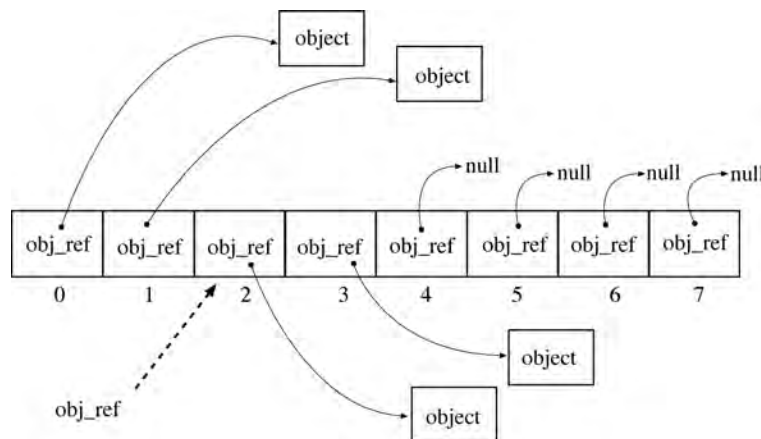 object
object
null null null null
obj_ref obj_ref obj_ref obj_ref obj_ref obj_ref obj_ref obj_ref
0 1 2 3 4 5 6 7
object
obj_ref
object